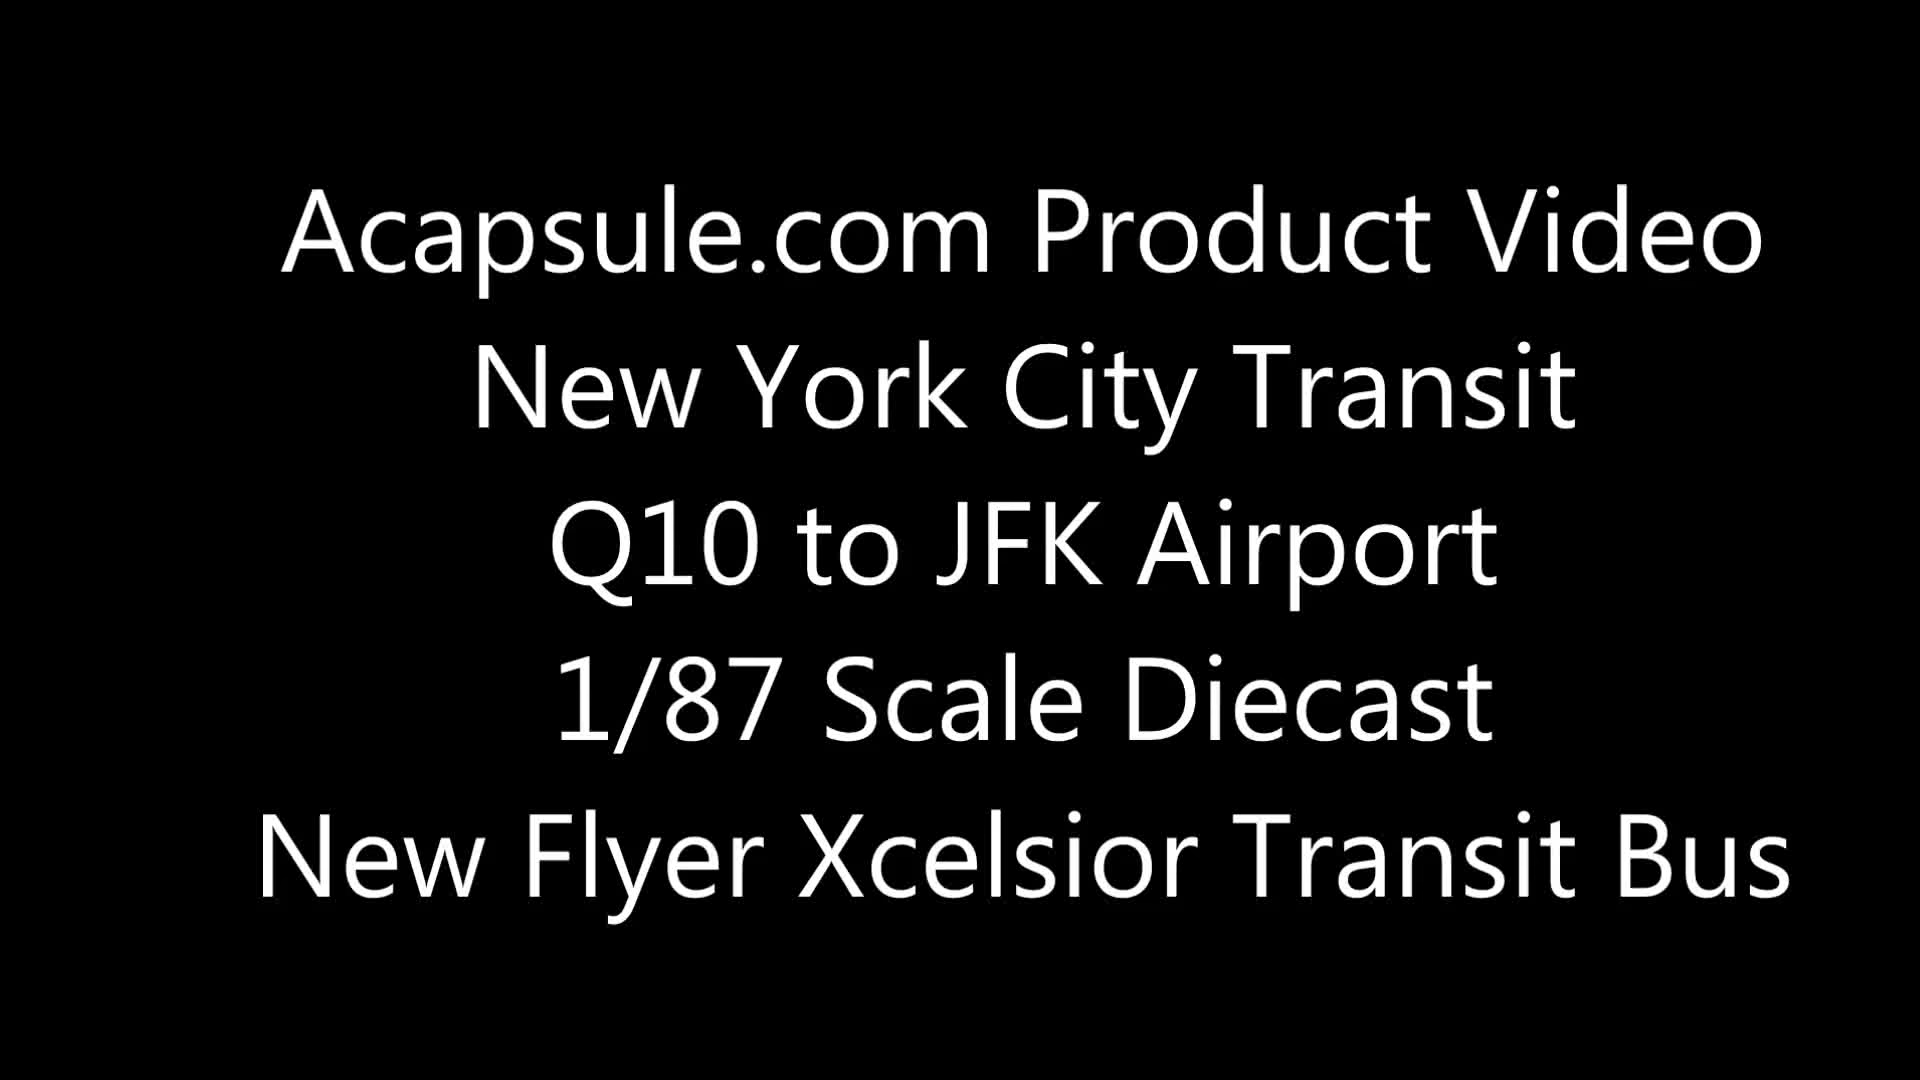 Acapsule.com Product Video
New York City Transit
Q10 to JFK Airport
1/87 Scale Diecast
New Flyer Xcelsior Transit Bus